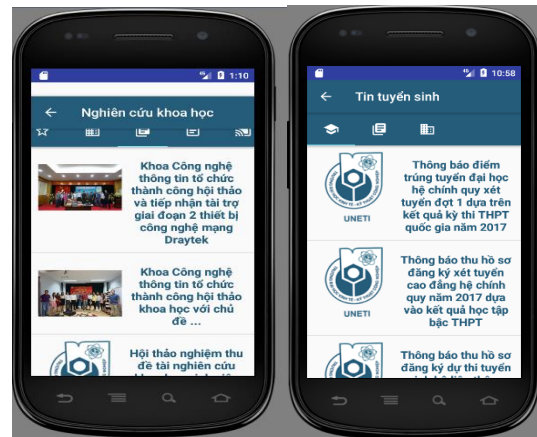 1:10
Nghiên cứu khoa học
Khoa Công nghệ
thông tin tổ chức
thành công hội thảo
và tiếp nhận tài trợ
giai đoạn 2 thiết bị
công nghệ mạng
Draytek
Khoa Công nghệ
thông tin tổ chức
thành công hội thảo
khoa học với chủ
đề ...
Hội thảo nghiệm thu
đề tài nghiên cứu
10:58
Tin tuyển sinh
Thông báo điểm
trúng tuyển đại học
hệ chính quy xét
tuyển đợt 1 dựa trên
kết quả kỳ thi THPT
quốc gia năm 2017
UNETI
Thông báo thu hồ sơ
đăng ký xét tuyển
cao đẳng hệ chính
quy năm 2017 dựa
vào kết quả học tập
bậc THPT
UNETI
Thông báo thu hồ sơ
đăng ký dự thi tuyển